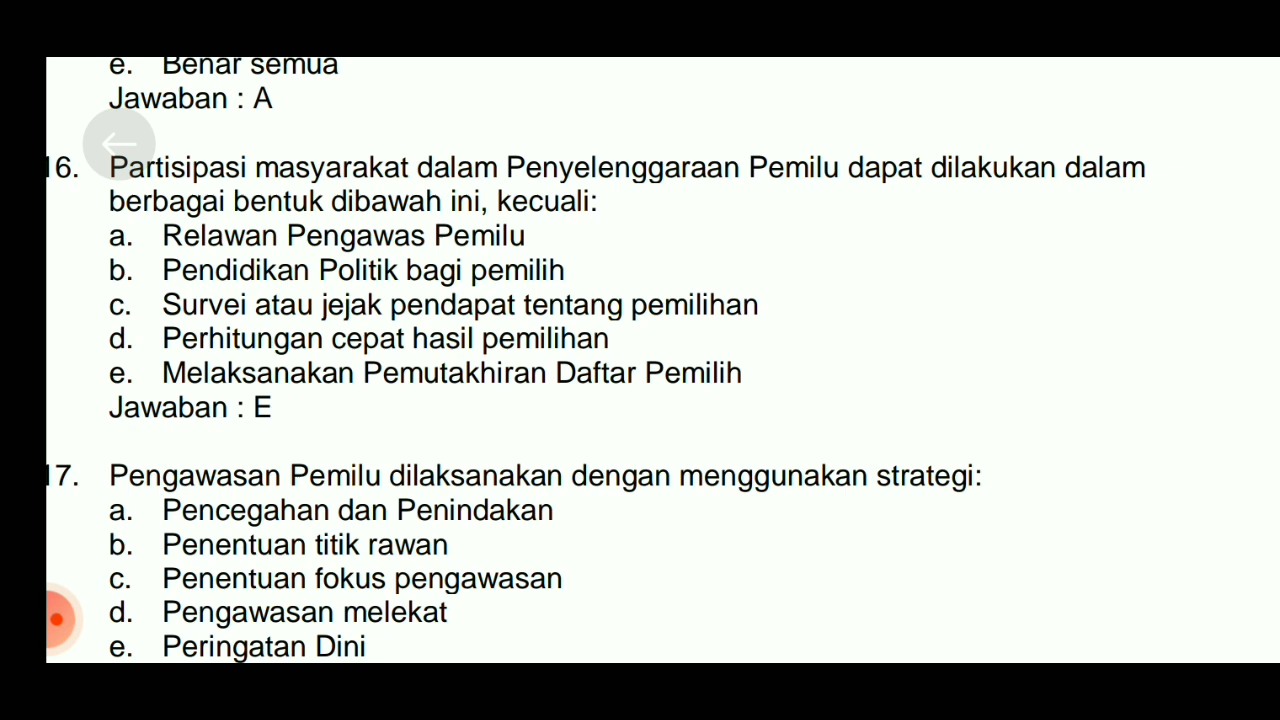 e. Benar semua
Jawaban : A
16. Partisipasi masyarakat dalam Penyelenggaraan Pemilu dapat dilakukan dalam
berbagai bentuk dibawah ini, kecuali:
a. Relawan Pengawas Pemilu
b. Pendidikan Politik bagi pemilih
c. Survei atau jejak pendapat tentang pemilihan
d. Perhitungan cepat hasil pemilihan
e. Melaksanakan Pemutakhiran Daftar Pemilih
Jawaban : E
17. Pengawasan Pemilu dilaksanakan dengan menggunakan strategi:
a. Pencegahan dan Penindakan
b. Penentuan titik rawan
c. Penentuan fokus pengawasan
d. Pengawasan melekat
e. Peringatan Dini